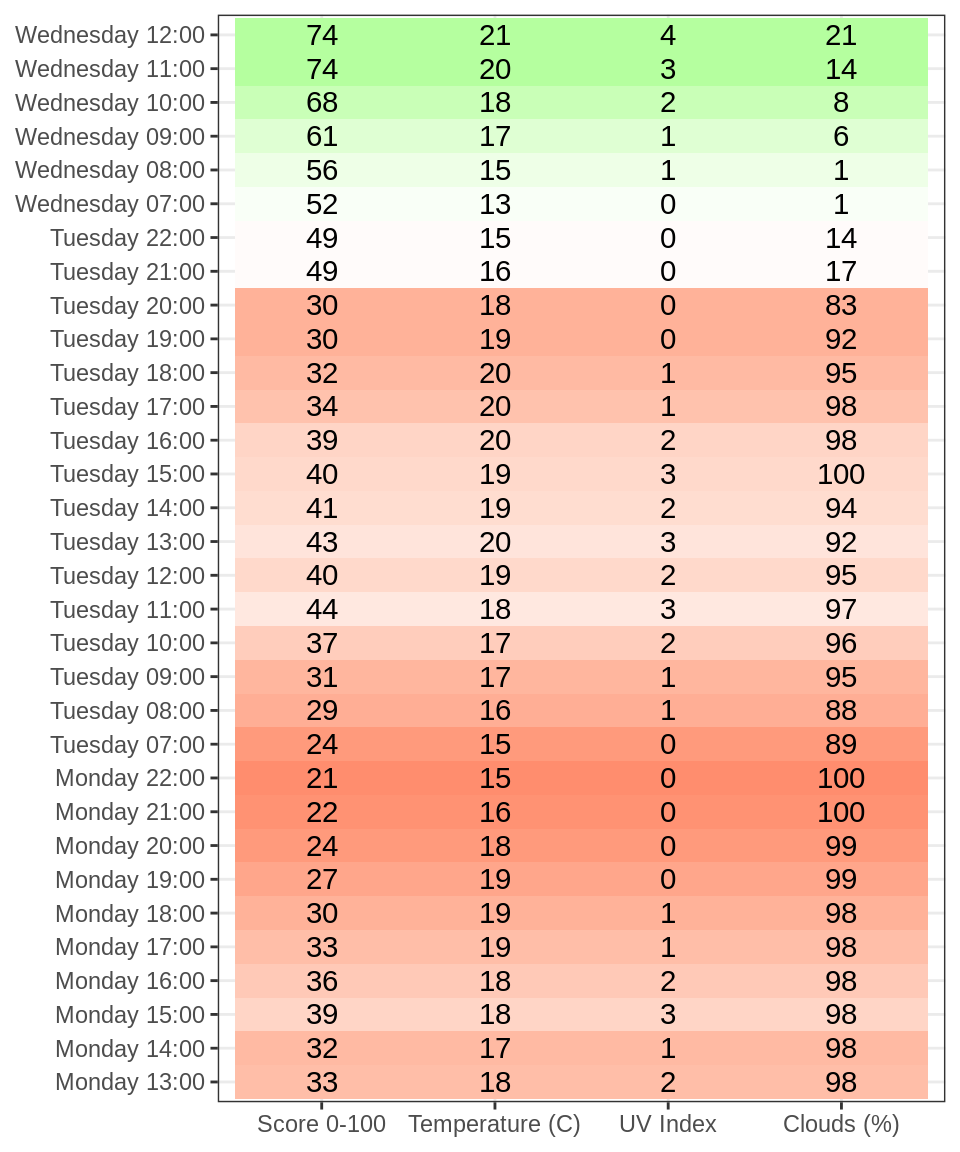 Wednesday 12:00 74 21 4 21
Wednesday 11:00 74 20 3 14
Wednesday 10:00 68 18 2 8
Wednesday 09:00 61 17 1 6
Wednesday 08:00 56 15 1 1
Wednesday 07:00 52 13 0 1
Tuesday 22:00 49 15 0 14
Tuesday 21:00 49 16 0 17
Tuesday 20:00 30 18 0 83
Tuesday 19:00 30 19 0 92
Tuesday 18:00 32 20 1 95
Tuesday 17:00 34 20 1 98
Tuesday 16:00 39 20 2 98
Tuesday 15:00 40 19 3 100
Tuesday 14:00 41 19 2 94
Tuesday 13:00 43 20 3 92
Tuesday 12:00 40 19 2 95
Tuesday 11:00 44 18 3 97
Tuesday 10:00 37 17 2 96
Tuesday 09:00 31 17 1 95
Tuesday 08:00 29 16 1 88
Tuesday 07:00 24 15 0 89
Monday 22:00 21 15 0 100
Monday 21:00 22 16 0 100
Monday 20:00 24 18 0 99
Monday 19:00 27 19 0 99
Monday 18:00 30 19 1 98
Monday 17:00 33 19 1 98
Monday 16:00 36 18 2 98
Monday 15:00 39 18 3 98
Monday 14:00 32 17 1 98
Monday 13:00 33 18 2 98
Score 0-100 Temperature (C) UV Index Clouds (%)